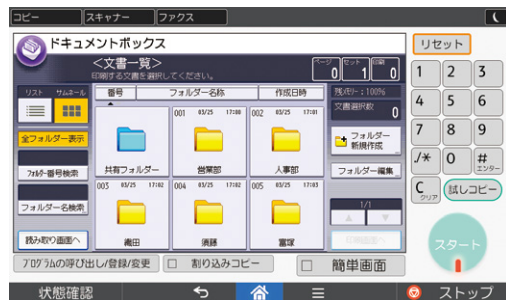 コピー スキャナー ファクス
ドキュメントボックス
<文書一覧>
印刷する文書を選択してください。
ページ セット 印刷
0 1 0
リスト サムネール
番号 フォルダー名称 作成日時
残メモリー:100%
文書選択数
0
全フォルダー表示
001 03/25 17:00
002 03/25 17:01
共有フォルダー 営業部 人事部
フォルダー
新規作成
フォルダー編集
フォルダー番号検索
フォルダー名検索
003 03/25 17:02
004 03/25 17:02
005 03/25 17:03
織田 須藤 富塚
1/1
読み取り画面へ
印刷画面へ
プログラムの呼び出し/登録/変更 割り込みコピー 簡単画面
状態確認 ストップ
リセット
1 2 3
4 5 6
7 8 9
./* 0 #
エンター
C
クリア
試しコピー
スタート